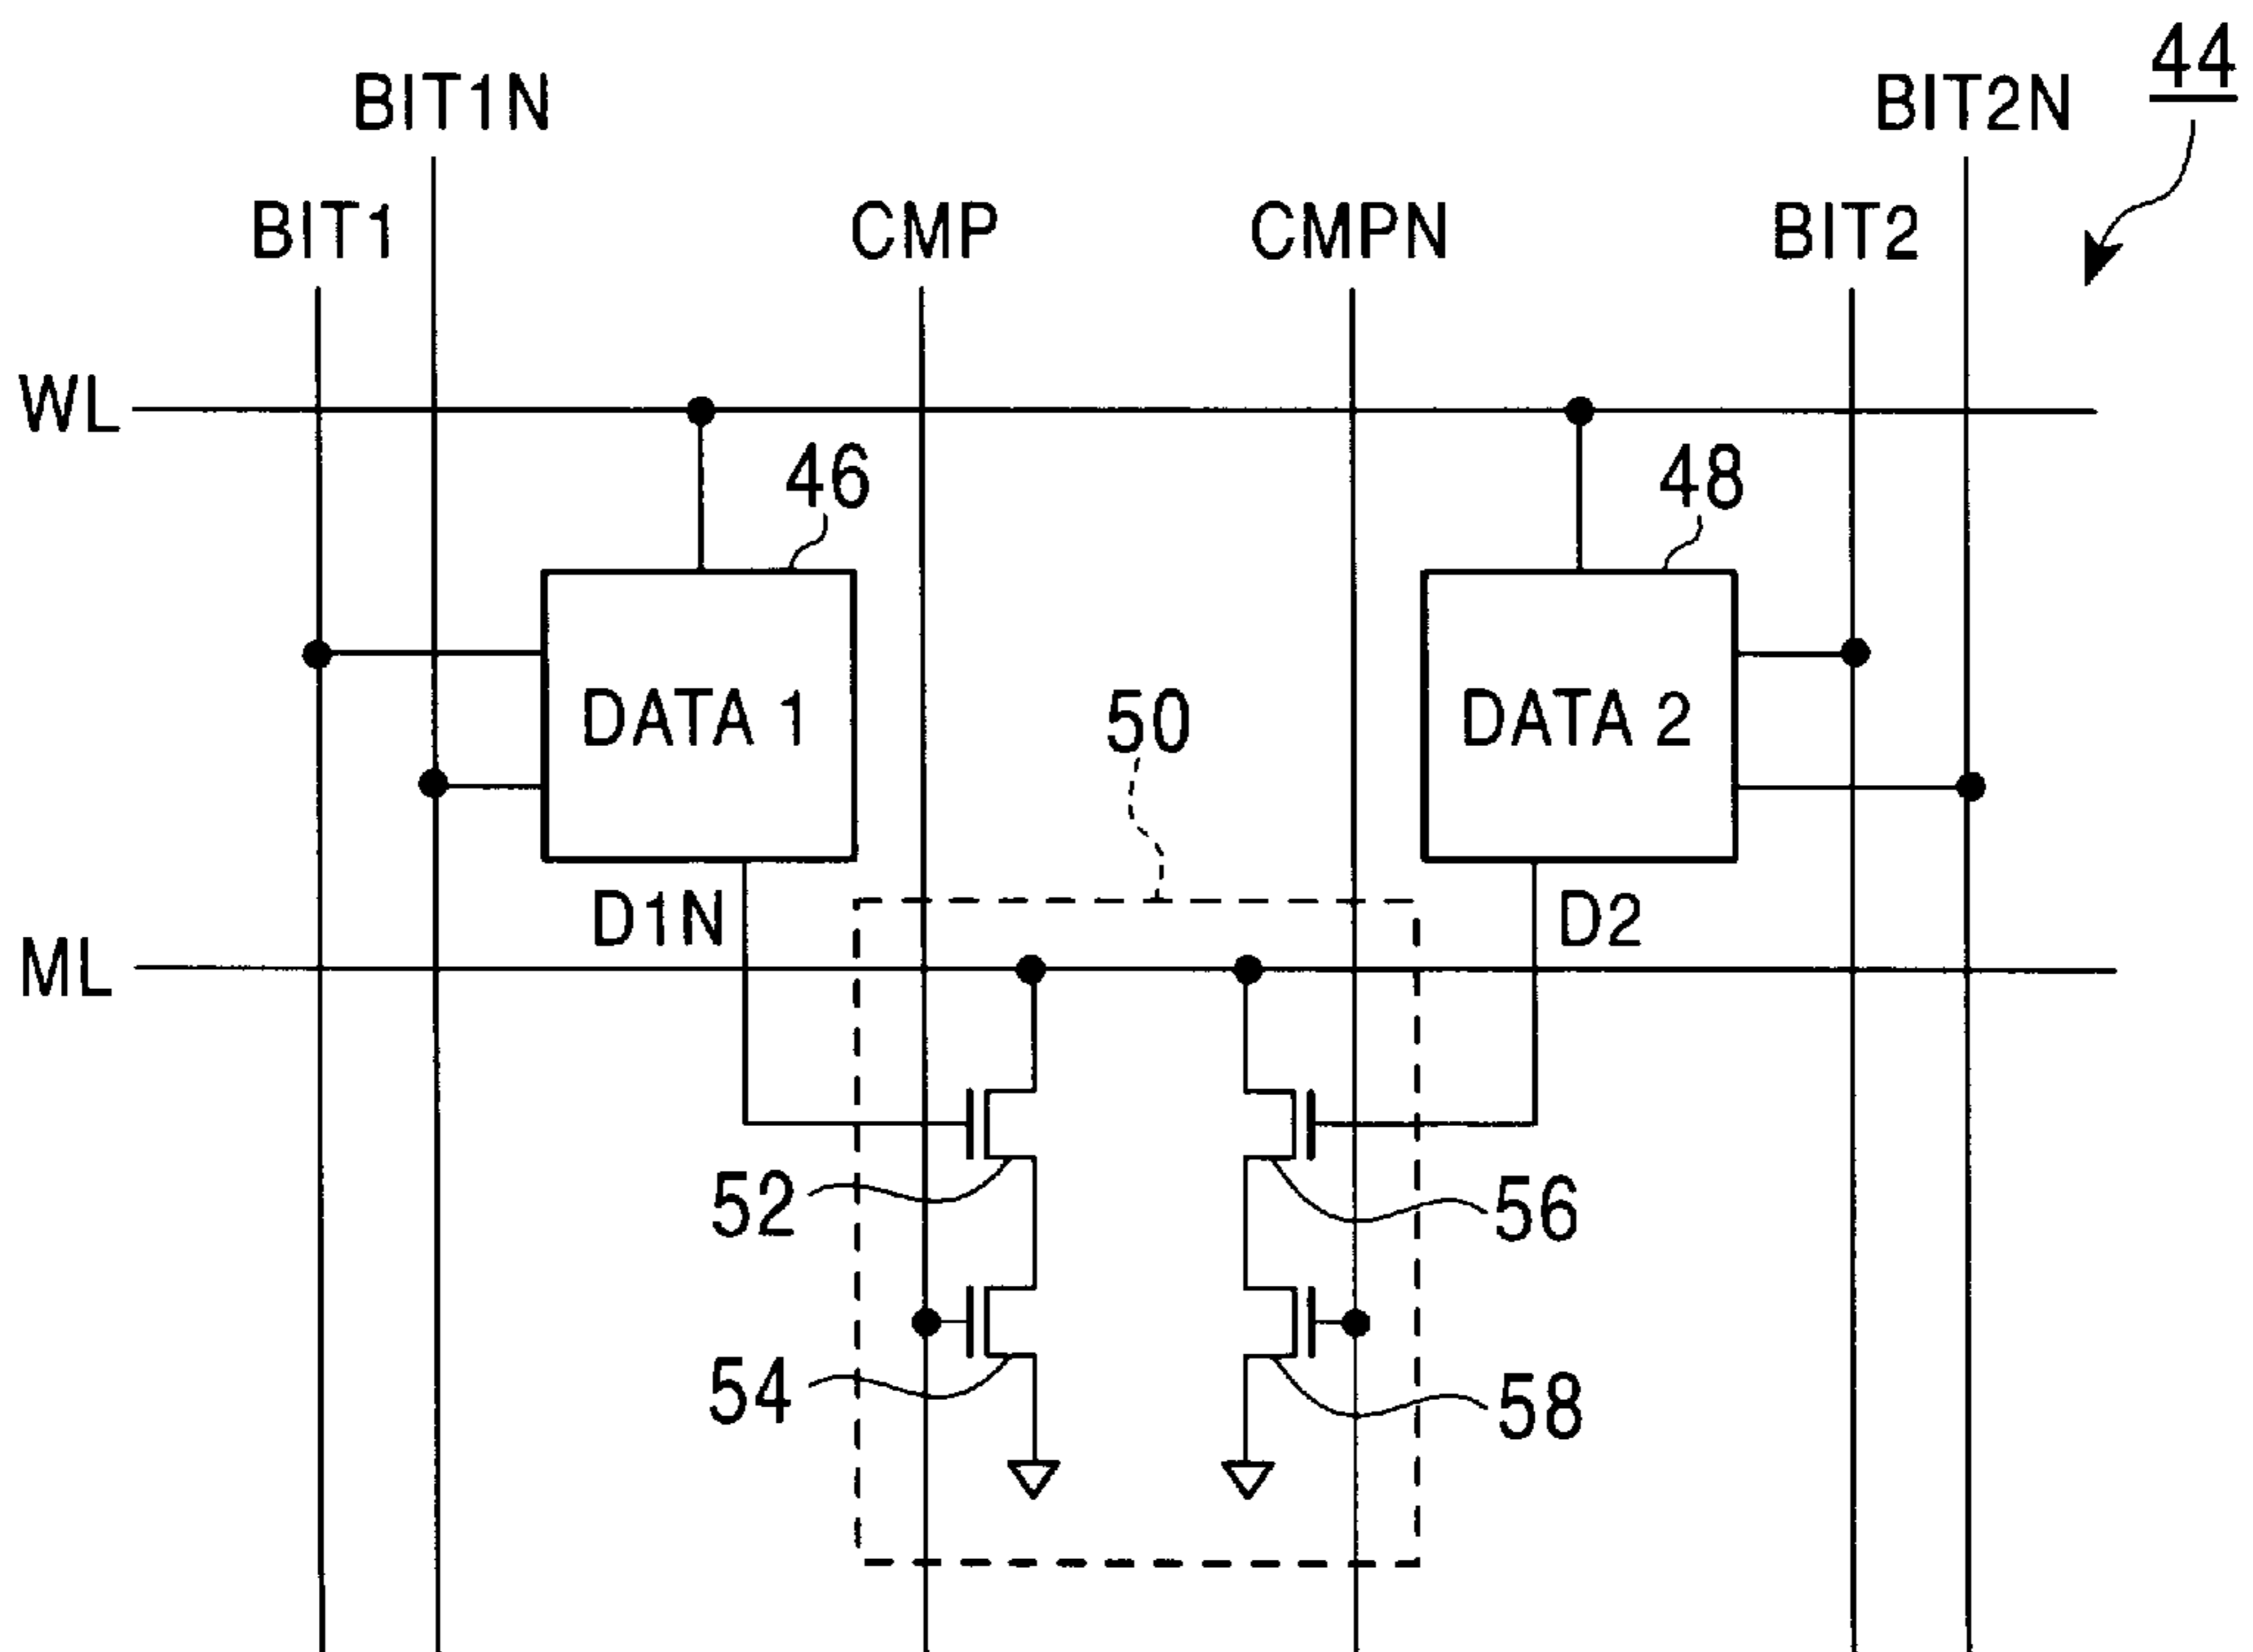 44
BIT1N BIT2N
BIT1 CMP CMPN BIT2
WL
46 48
DATA 1 50 DATA 2
D1N D2
ML
52 56
54 58